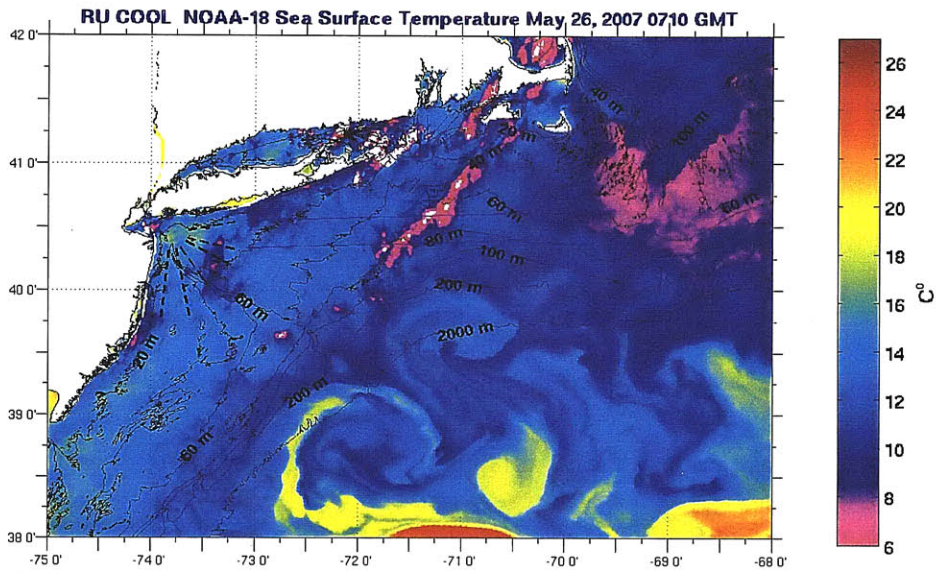 RU COOL NOAA-18 Sea Surface Temperature May 26, 2007 0710 GMT
42 0'
41 0'
40 0'
39 0'
38 0'
-75 0'
-74 0'
-73 0'
-72 0'
-71 0'
-70 0'
-69 0'
-68 0'
40 m
20 m
100 m
40 m
60 m
60 m
80 m
100 m
200 m
60 m
2000 m
20 m
200 m
60 m
26
24
22
20
18
16
14
12
10
8
6
C°